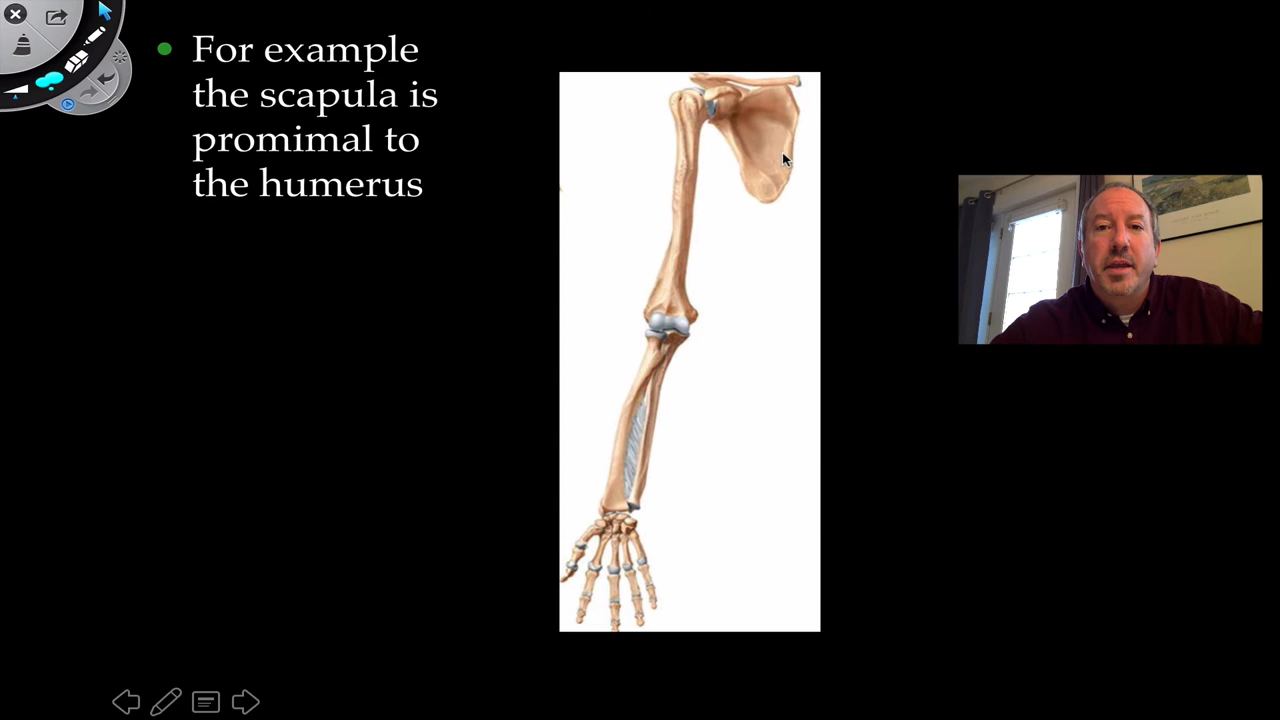 For example
the scapula is
promimal to
the humerus